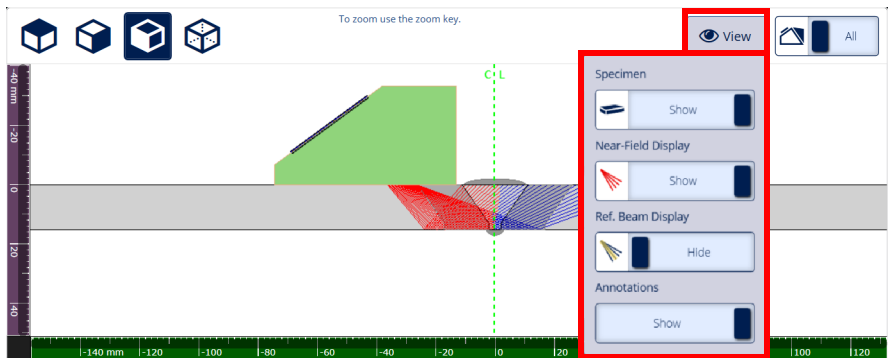 To zoom use the zoom key.
View
All
C L
Specimen
Show
Near-Field Display
Show
Ref. Beam Display
Hide
Annotations
Show
-40 mm
-20
0
20
40
-140 mm -120 -100 -80 -60 -40 -20 0 20 100 120